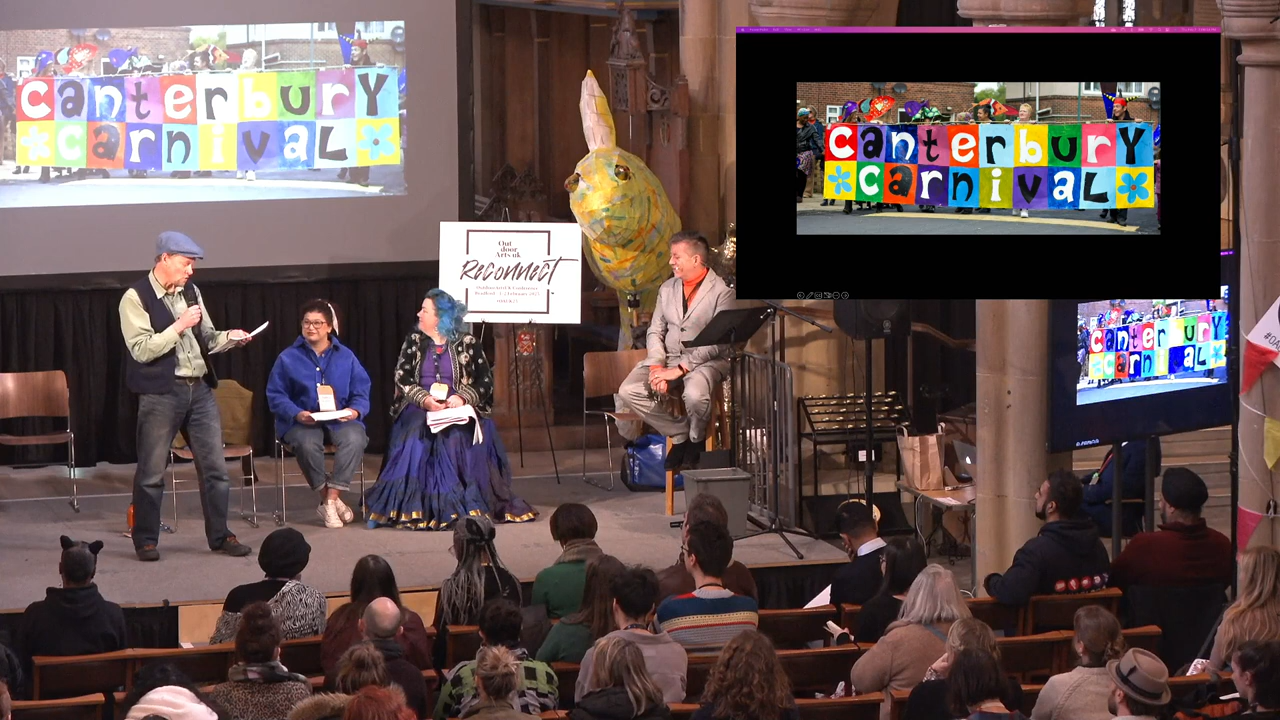 Canterbury
Carnival
Canterbury
Carnival
Out
door
Arts uk
Reconnect
Canterbury
Carnival